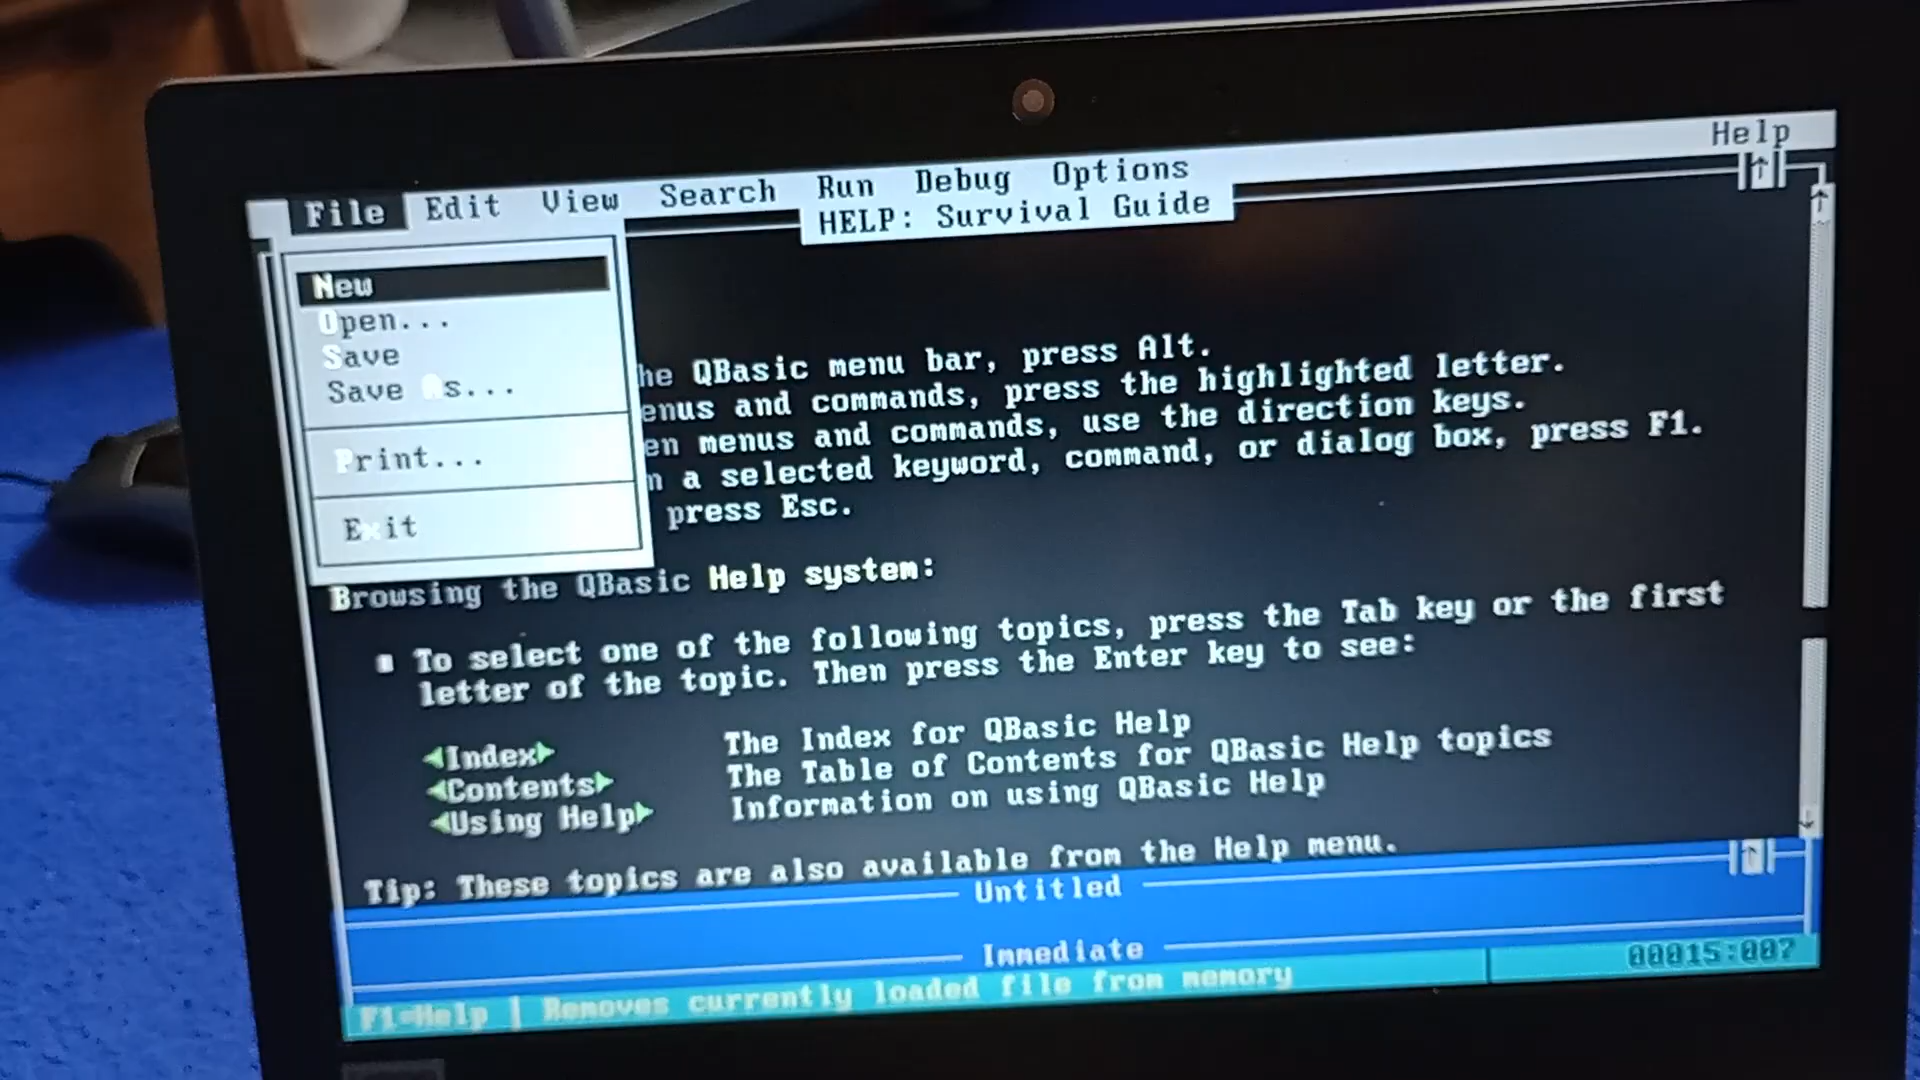 File Edit View Search Run Debug Options Help
HELP: Survival Guide
New
Open...
Save
Save As...
Print...
Exit
he QBasic menu bar, press Alt.
enus and commands, press the highlighted letter.
en menus and commands, use the direction keys.
n a selected keyword, command, or dialog box, press F1.
press Esc.
Browsing the QBasic Help system:
To select one of the following topics, press the Tab key or the first
letter of the topic. Then press the Enter key to see:
Index The Index for QBasic Help
Contents The Table of Contents for QBasic Help topics
Using Help Information on using QBasic Help
Tip: These topics are also available from the Help menu.
Untitled
Immediate
F1=Help | Removes currently loaded file from memory 00015:007